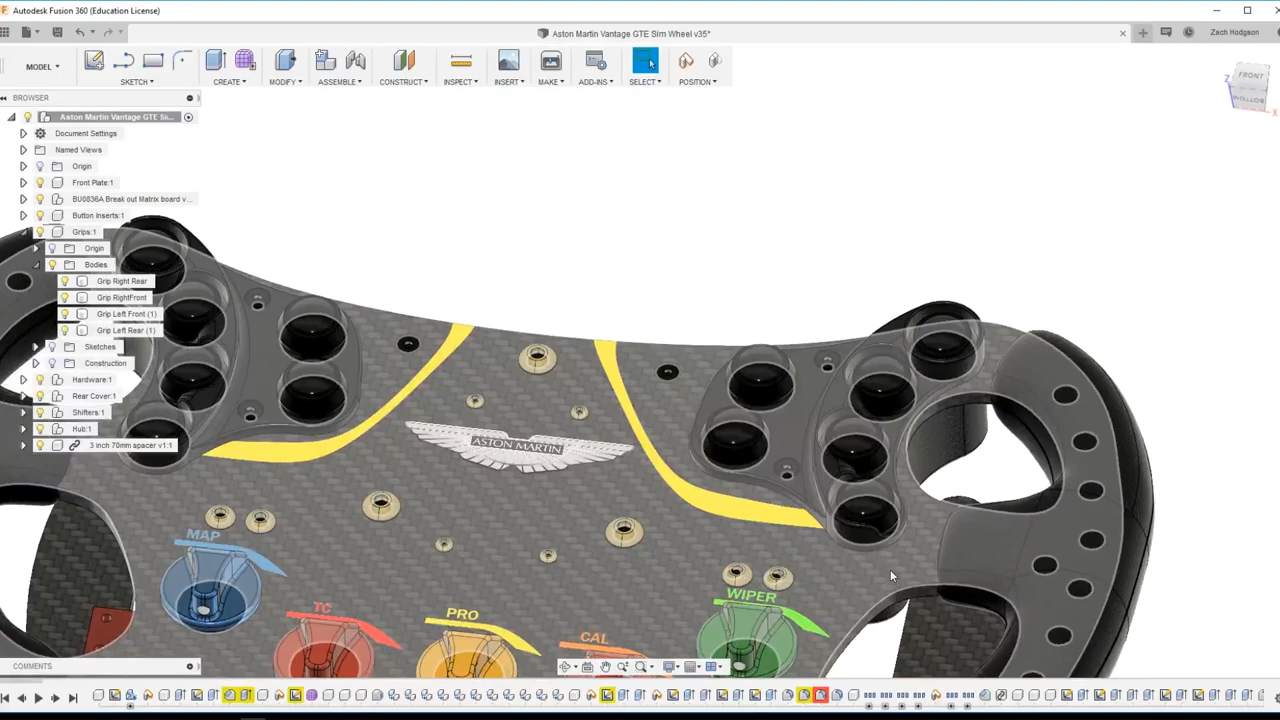 Autodesk Fusion 360 (Education License)
Aston Martin Vantage GTE Sim Wheel v35*
Zach Hodgson
MODEL
SKETCH
CREATE
MODIFY
ASSEMBLE
CONSTRUCT
INSPECT
INSERT
MAKE
ADD-INS
SELECT
POSITION
BROWSER
Aston Martin Vantage GTE Si...
Document Settings
Named Views
Origin
Front Plate:1
BU0836A Break out Matrix board v...
Button Inserts:1
Grips:1
Origin
Bodies
Grip Right Rear
Grip RightFront
Grip Left Front (1)
Grip Left Rear (1)
Sketches
Construction
Hardware:1
Rear Cover:1
Shifters:1
Hub:1
3 inch 70mm spacer v1:1
FRONT
BOTTOM
Z
X
ASTON MARTIN
MAP
TC
PRO
CAL
WIPER
COMMENTS